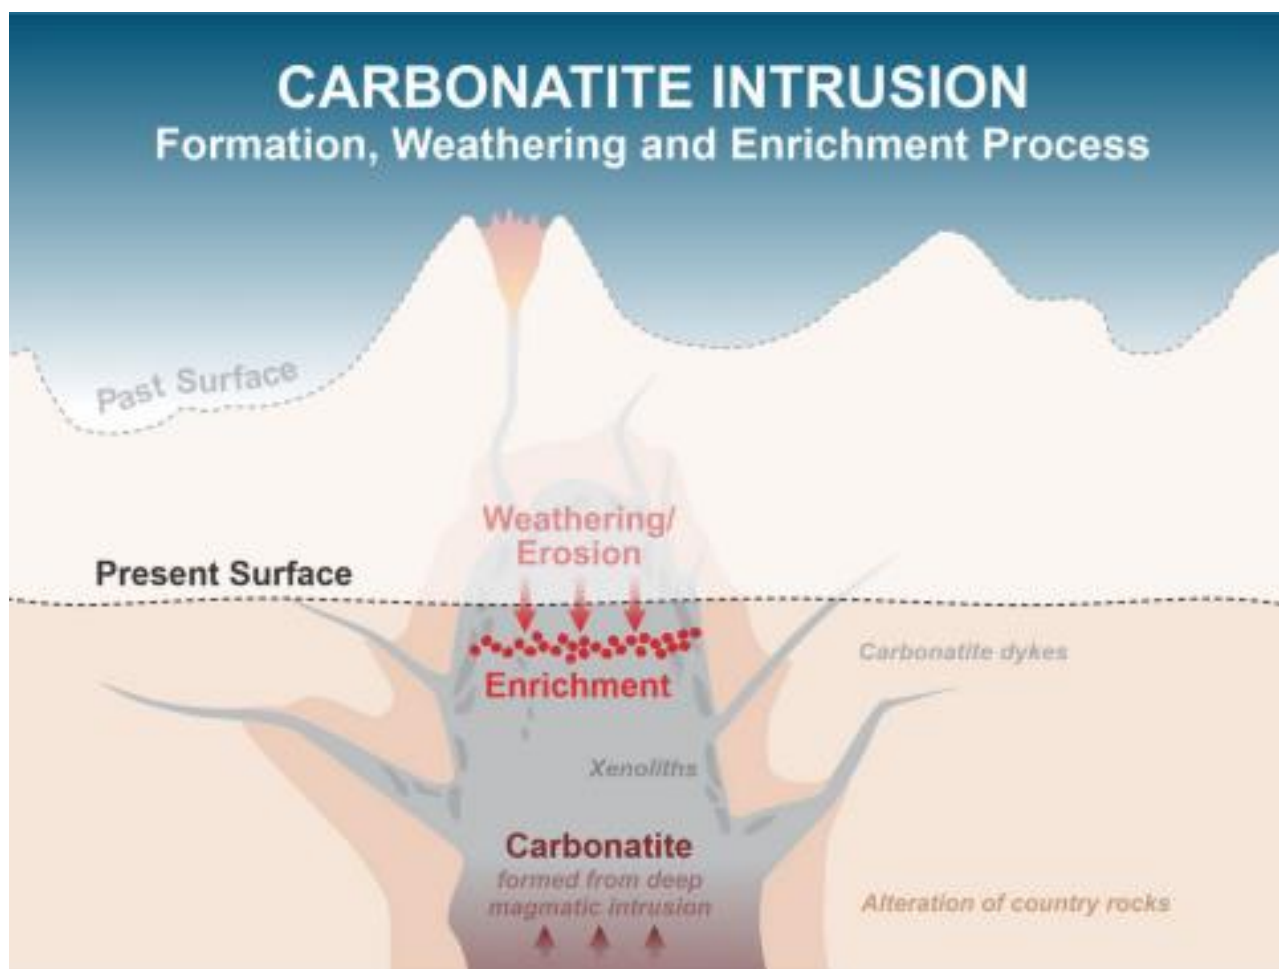 CARBONATITE INTRUSION
Formation, Weathering and Enrichment Process
Past Surface
Weathering/
Erosion
Present Surface
Carbonatite dykes
Enrichment
Xenoliths
Carbonatite
formed from deep
magmatic intrusion
Alteration of country rocks